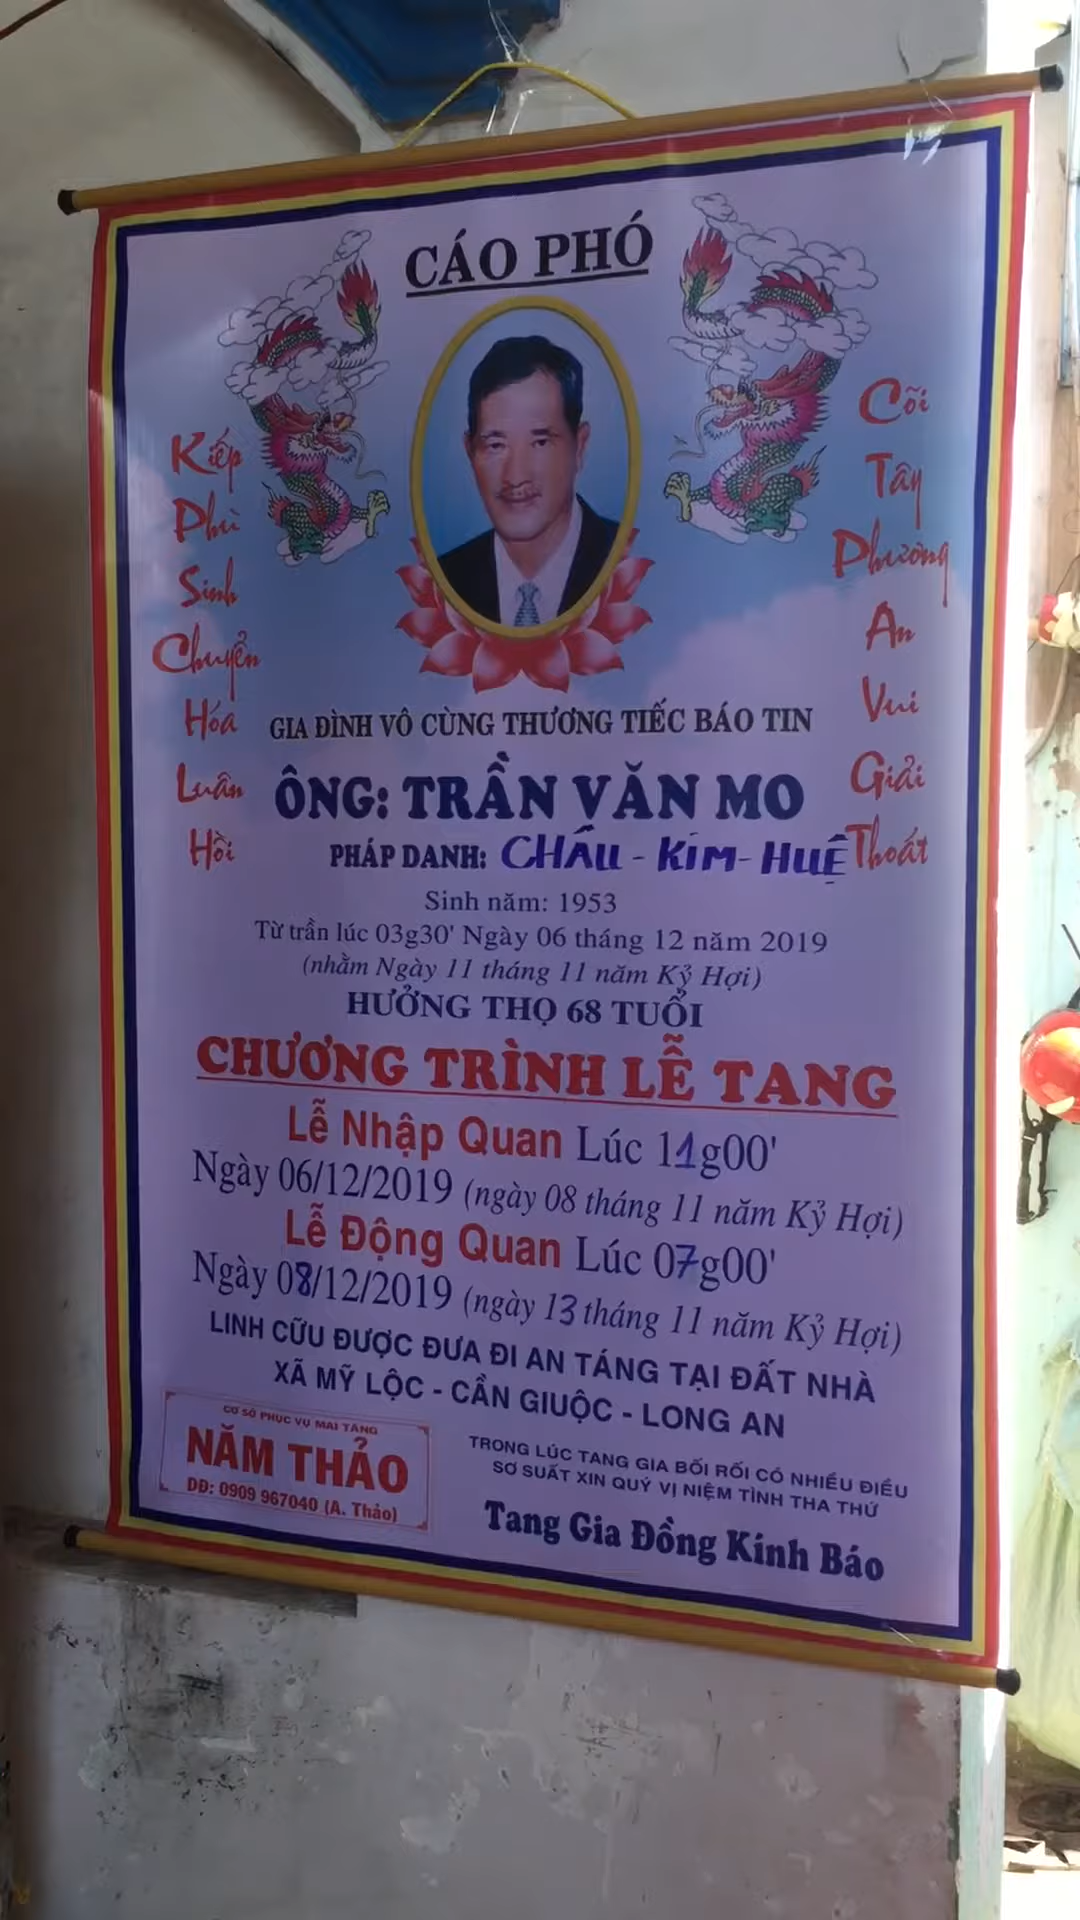 CÁO PHÓ
Kiếp
Phù
Sinh
Chuyển
Hóa
Luân
Hồi
Cõi
Tây
Phương
An
Vui
Giải
Thoát
GIA ĐÌNH VÔ CÙNG THƯƠNG TIẾC BÁO TIN
ÔNG: TRẦN VĂN MO
PHÁP DANH: CHÂU - KIM - HUỆ
Sinh năm: 1953
Từ trần lúc 03g30' Ngày 06 tháng 12 năm 2019
(nhằm Ngày 11 tháng 11 năm Kỷ Hợi)
HƯỞNG THỌ 68 TUỔI
CHƯƠNG TRÌNH LỄ TANG
Lễ Nhập Quan Lúc 11g00'
Ngày 06/12/2019 (ngày 08 tháng 11 năm Kỷ Hợi)
Lễ Động Quan Lúc 07g00'
Ngày 08/12/2019 (ngày 13 tháng 11 năm Kỷ Hợi)
LINH CỮU ĐƯỢC ĐƯA ĐI AN TÁNG TẠI ĐẤT NHÀ
XÃ MỸ LỘC - CẦN GIUỘC - LONG AN
CƠ SỞ PHỤC VỤ MAI TÁNG
NĂM THẢO
DĐ: 0909 967040 (A. Thảo)
TRONG LÚC TANG GIA BỐI RỐI CÓ NHIỀU ĐIỀU
SƠ SUẤT XIN QUÝ VỊ NIỆM TÌNH THA THỨ
Tang Gia Đồng Kính Báo